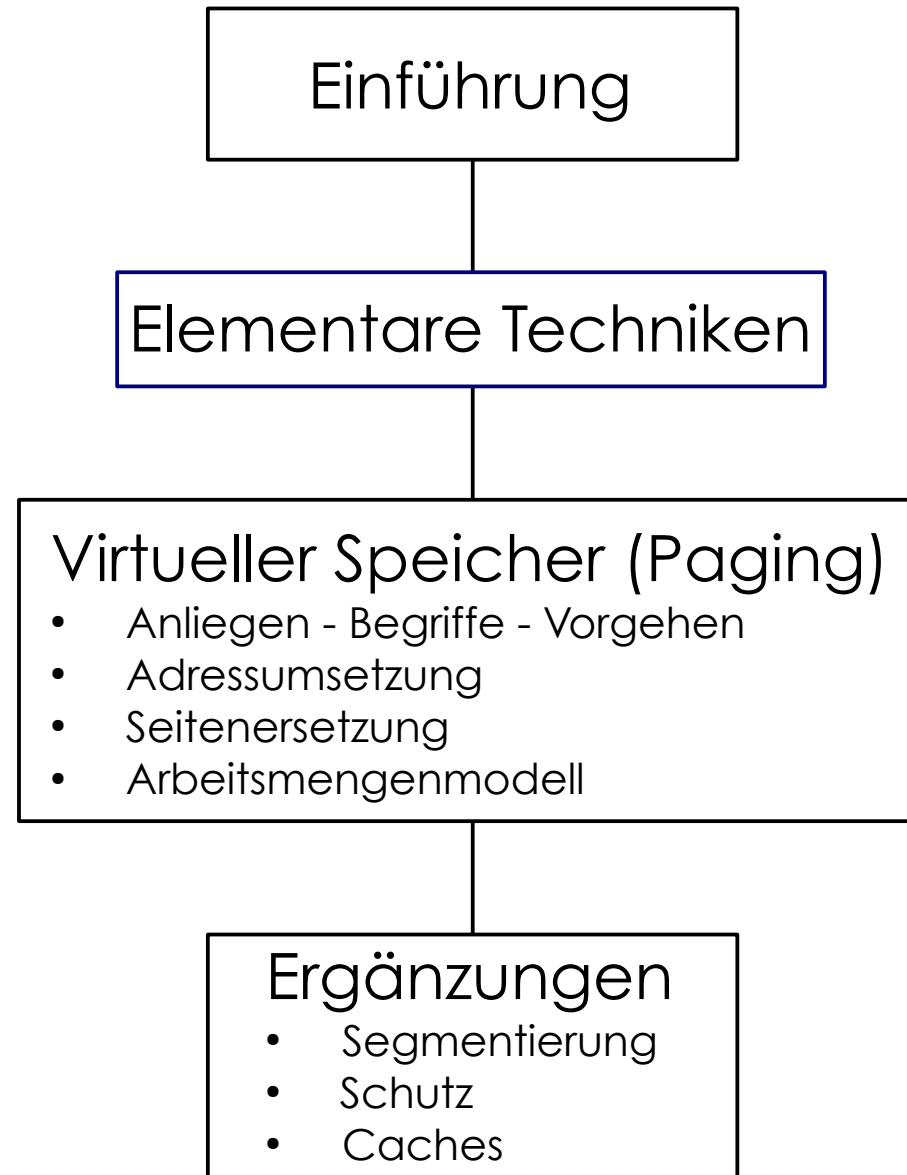 Einführung
Elementare Techniken
Virtueller Speicher (Paging)
• Anliegen - Begriffe - Vorgehen
• Adressumsetzung
• Seitenersetzung
• Arbeitsmengenmodell
Ergänzungen
• Segmentierung
• Schutz
• Caches